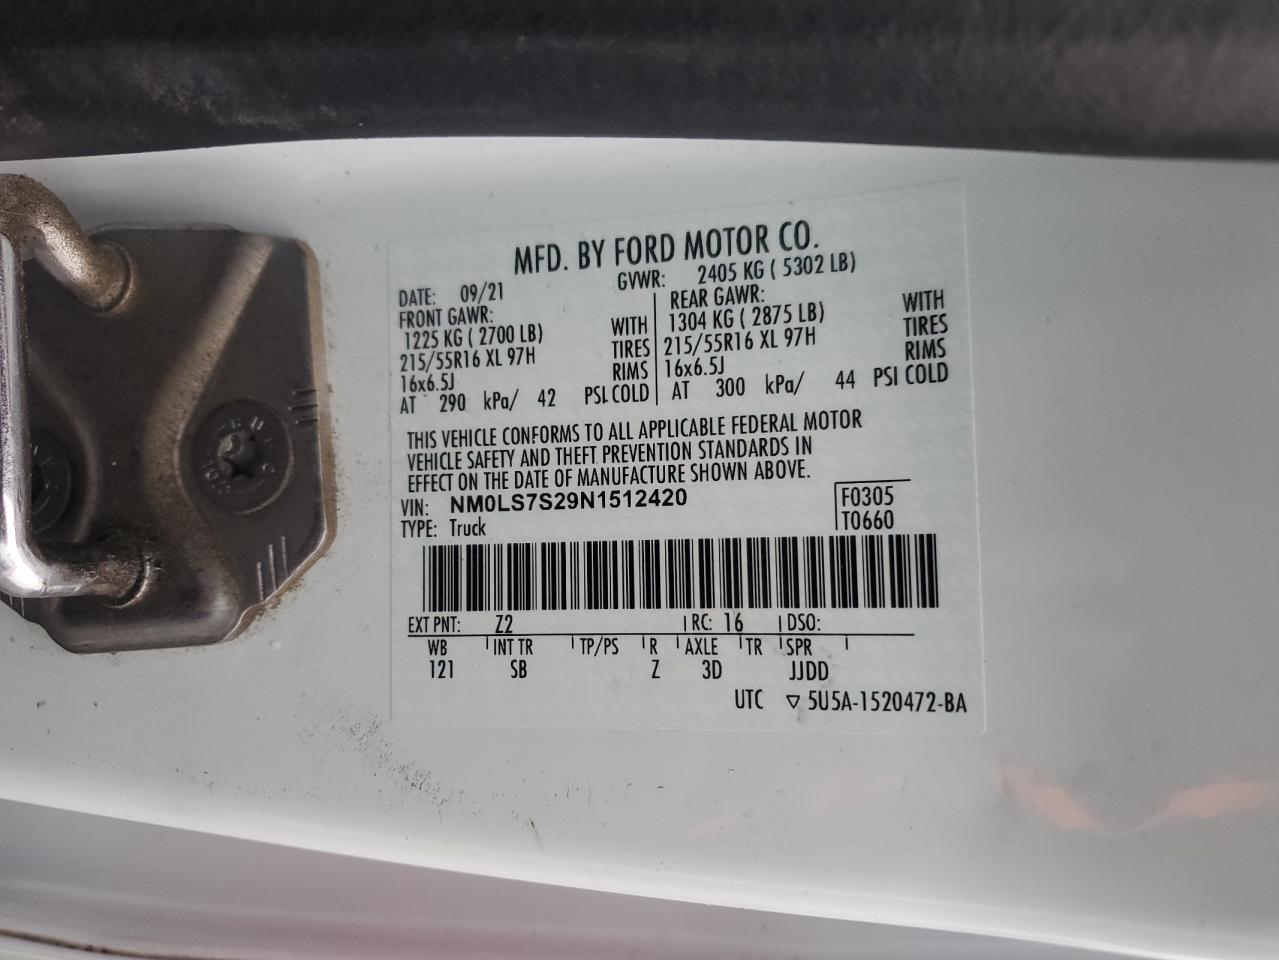 MFD. BY FORD MOTOR CO.
DATE: 09/21 GVWR: 2405 KG ( 5302 LB)
FRONT GAWR: REAR GAWR:
1225 KG ( 2700 LB) WITH 1304 KG ( 2875 LB) WITH
215/55R16 XL 97H TIRES 215/55R16 XL 97H TIRES
16x6.5J RIMS 16x6.5J RIMS
AT 290 kPa/ 42 PSI COLD AT 300 kPa/ 44 PSI COLD
THIS VEHICLE CONFORMS TO ALL APPLICABLE FEDERAL MOTOR
VEHICLE SAFETY AND THEFT PREVENTION STANDARDS IN
EFFECT ON THE DATE OF MANUFACTURE SHOWN ABOVE.
VIN: NM0LS7S29N1512420 F0305
TYPE: Truck T0660
EXT PNT: Z2 RC: 16 DSO:
WB INT TR TP/PS R AXLE TR SPR
121 SB Z 3D JJDD
UTC ▽ 5U5A-1520472-BA